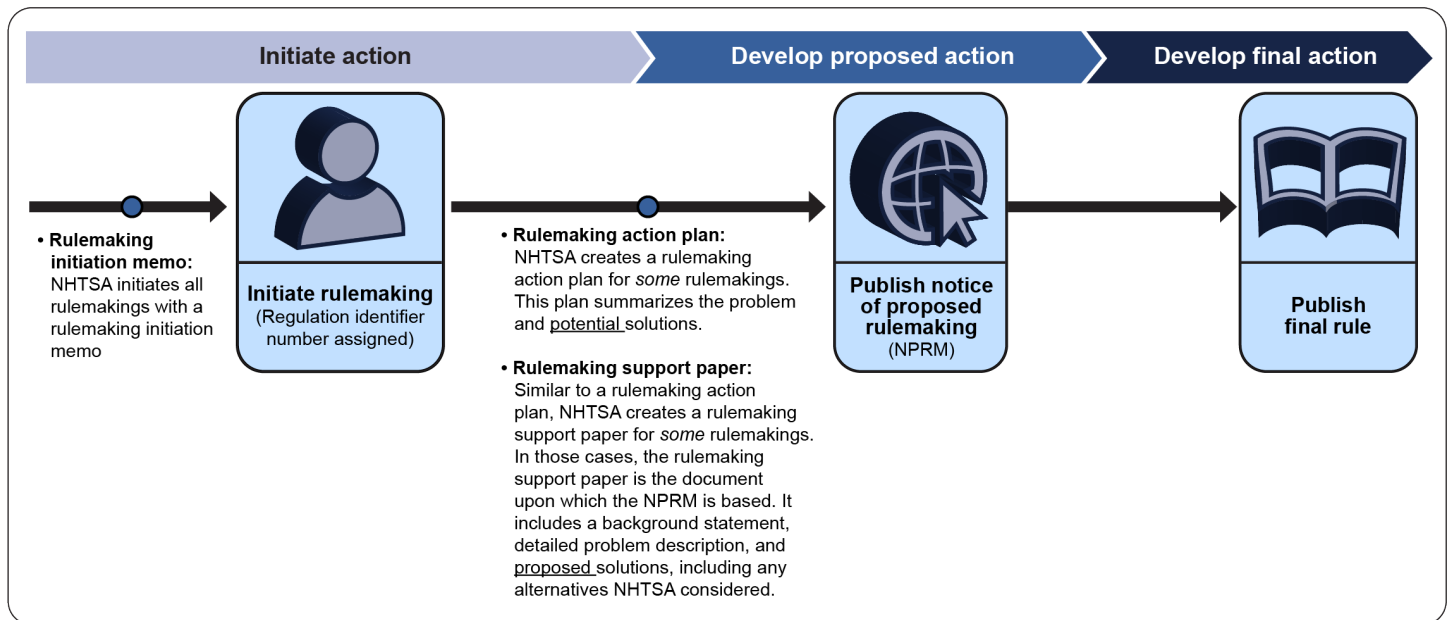 Initiate action
Develop proposed action
Develop final action
• Rulemaking
initiation memo:
NHTSA initiates all
rulemakings with a
rulemaking initiation
memo
Initiate rulemaking
(Regulation identifier
number assigned)
• Rulemaking action plan:
NHTSA creates a rulemaking
action plan for some rulemakings.
This plan summarizes the problem
and potential solutions.
• Rulemaking support paper:
Similar to a rulemaking action
plan, NHTSA creates a rulemaking
support paper for some rulemakings.
In those cases, the rulemaking
support paper is the document
upon which the NPRM is based. It
includes a background statement,
detailed problem description, and
proposed solutions, including any
alternatives NHTSA considered.
Publish notice
of proposed
rulemaking
(NPRM)
Publish
final rule